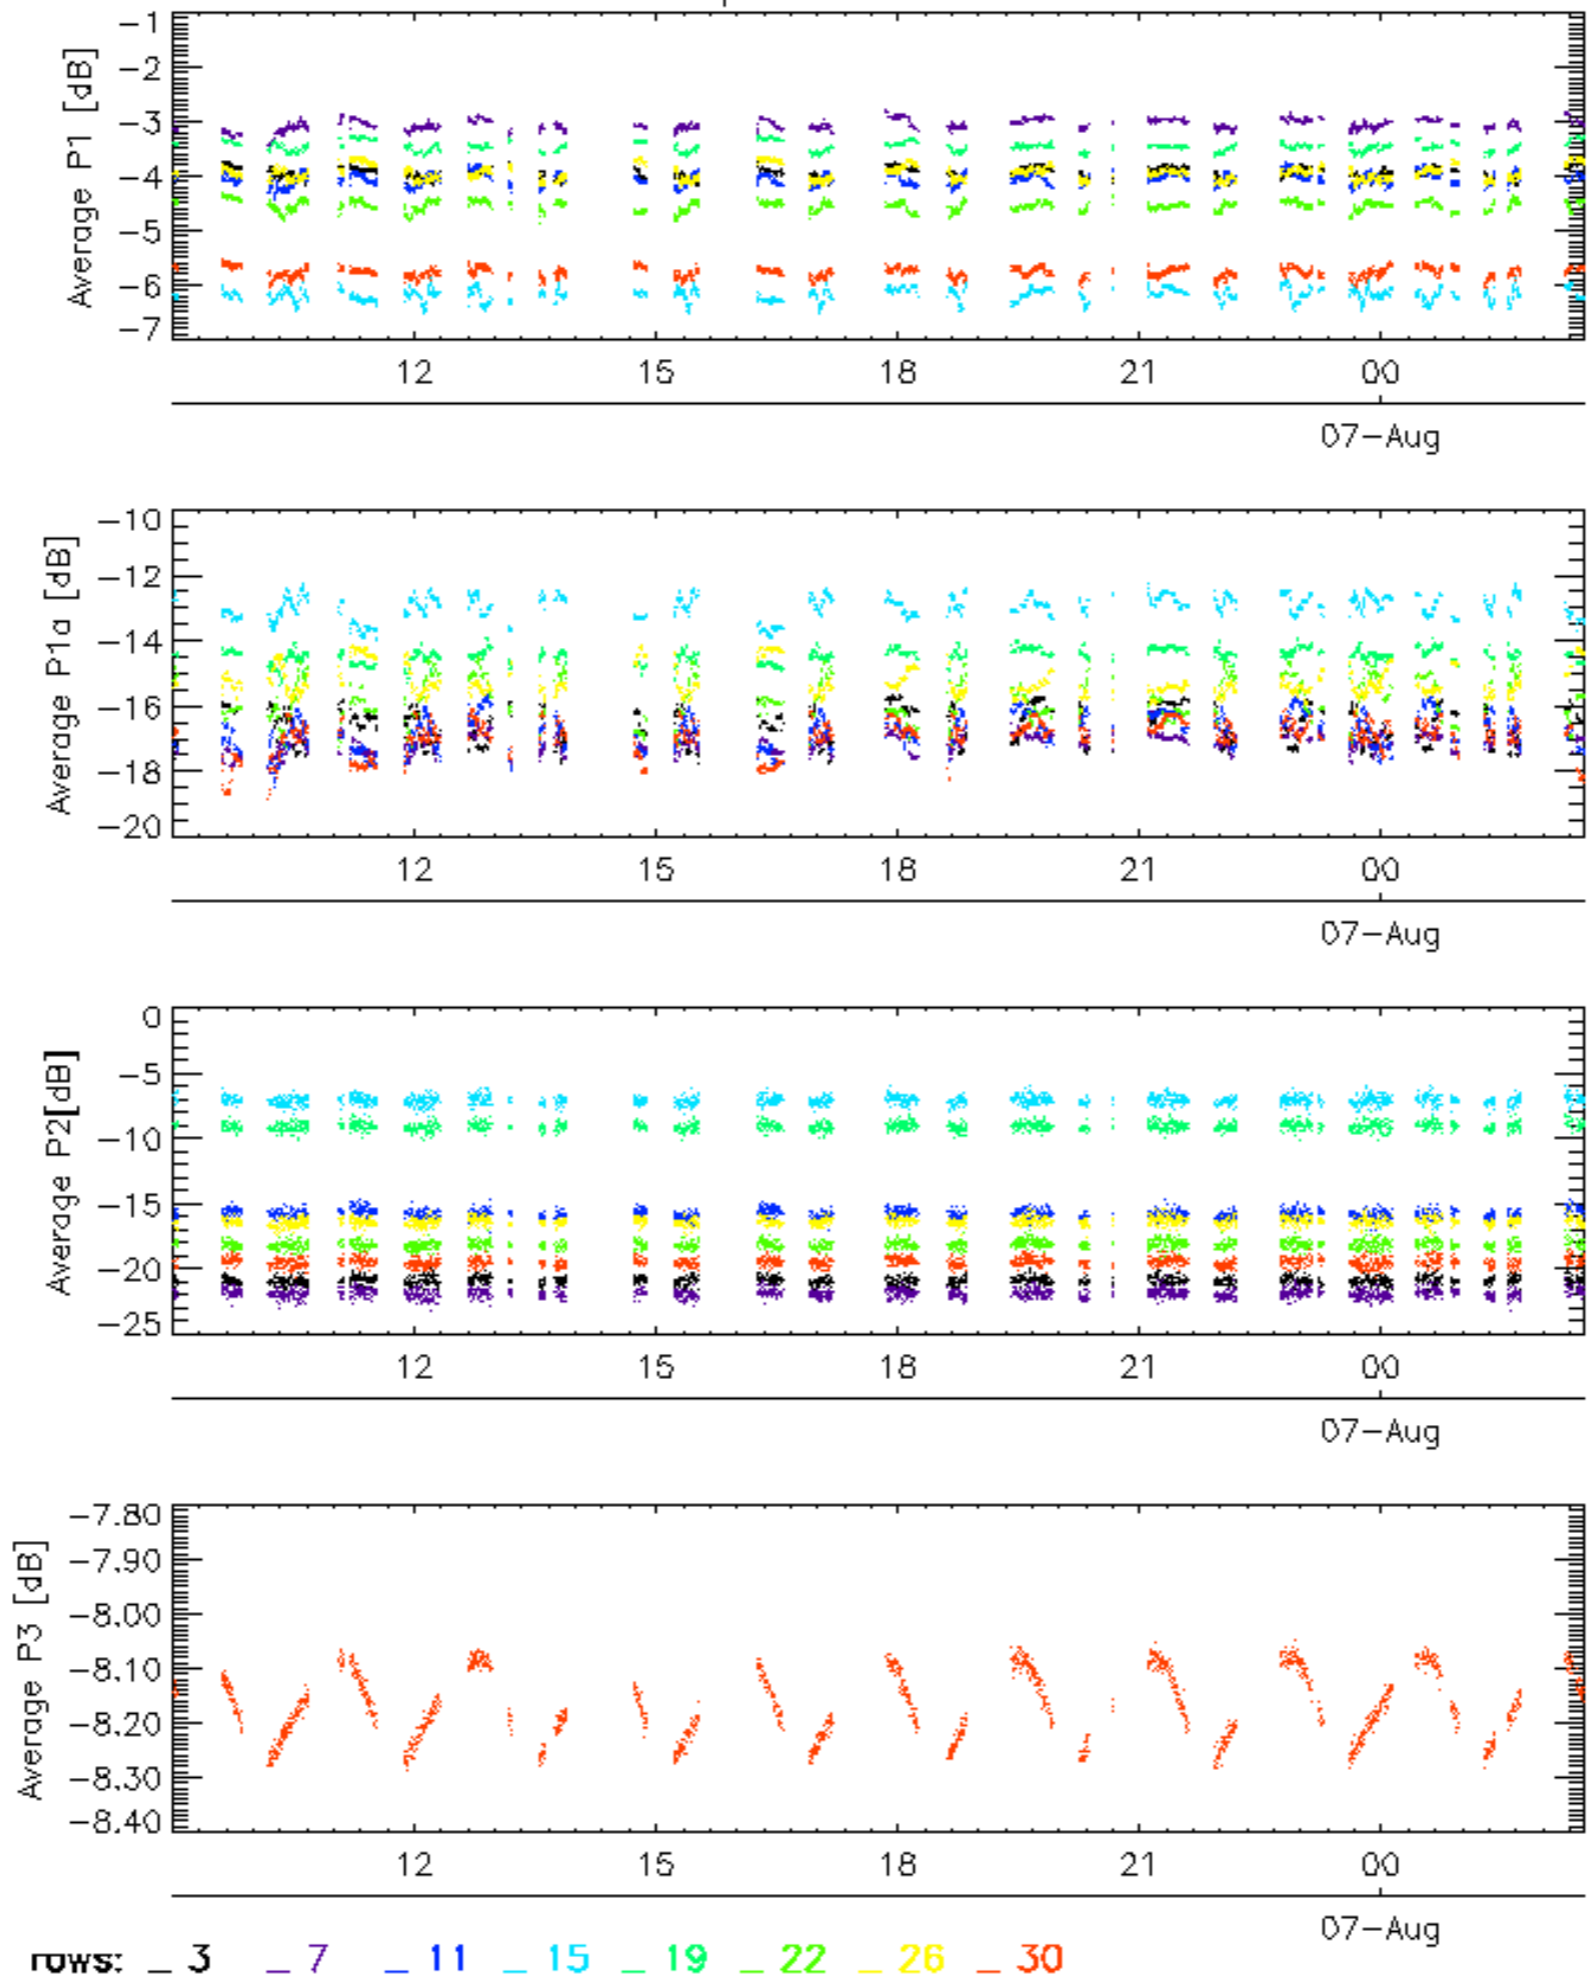 Average P1 [dB]
-1
-2
-3
-4
-5
-6
-7
12 15 18 21 00
07-Aug
Average P1a [dB]
-10
-12
-14
-16
-18
-20
12 15 18 21 00
07-Aug
Average P2[dB]
0
-5
-10
-15
-20
-25
12 15 18 21 00
07-Aug
Average P3 [dB]
-7.80
-7.90
-8.00
-8.10
-8.20
-8.30
-8.40
12 15 18 21 00
07-Aug
rows: _ 3 _ 7 _ 11 _ 15 _ 19 _ 22 _ 26 _ 30